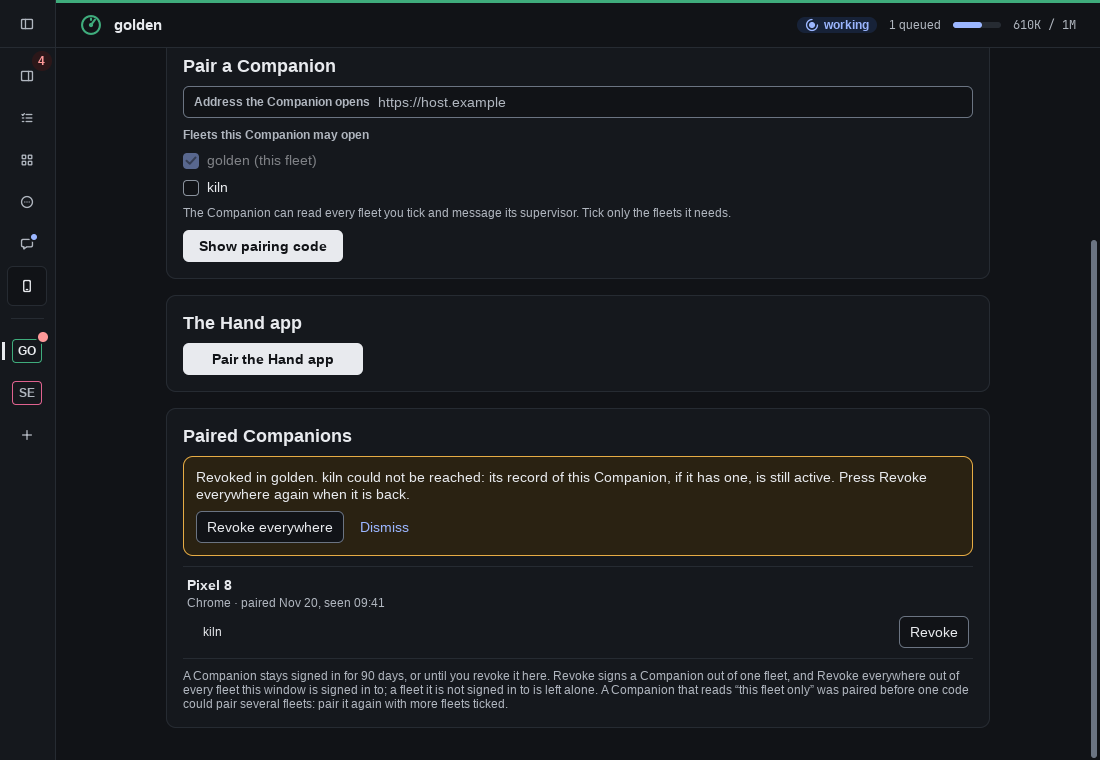 golden
working
1 queued
610K / 1M
4
Pair a Companion
Address the Companion opens https://host.example
Fleets this Companion may open
golden (this fleet)
kiln
The Companion can read every fleet you tick and message its supervisor. Tick only the fleets it needs.
Show pairing code
The Hand app
Pair the Hand app
GO
SE
Paired Companions
Revoked in golden. kiln could not be reached: its record of this Companion, if it has one, is still active. Press Revoke
everywhere again when it is back.
Revoke everywhere
Dismiss
Pixel 8
Chrome · paired Nov 20, seen 09:41
kiln
Revoke
A Companion stays signed in for 90 days, or until you revoke it here. Revoke signs a Companion out of one fleet, and Revoke everywhere out of
every fleet this window is signed in to; a fleet it is not signed in to is left alone. A Companion that reads “this fleet only” was paired before one code
could pair several fleets: pair it again with more fleets ticked.